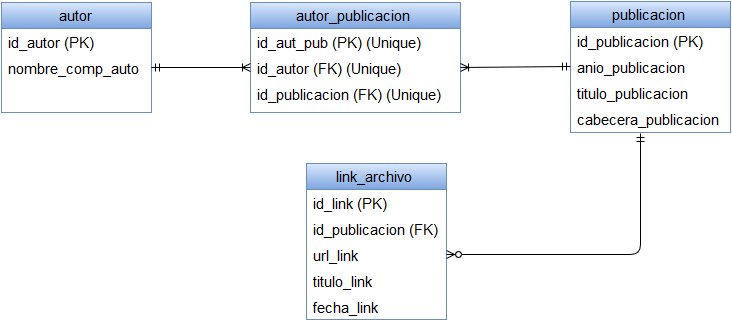 autor
id_autor (PK)
nombre_comp_auto
autor_publicacion
id_aut_pub (PK) (Unique)
id_autor (FK) (Unique)
id_publicacion (FK) (Unique)
publicacion
id_publicacion (PK)
anio_publicacion
titulo_publicacion
cabecera_publicacion
link_archivo
id_link (PK)
id_publicacion (FK)
url_link
titulo_link
fecha_link